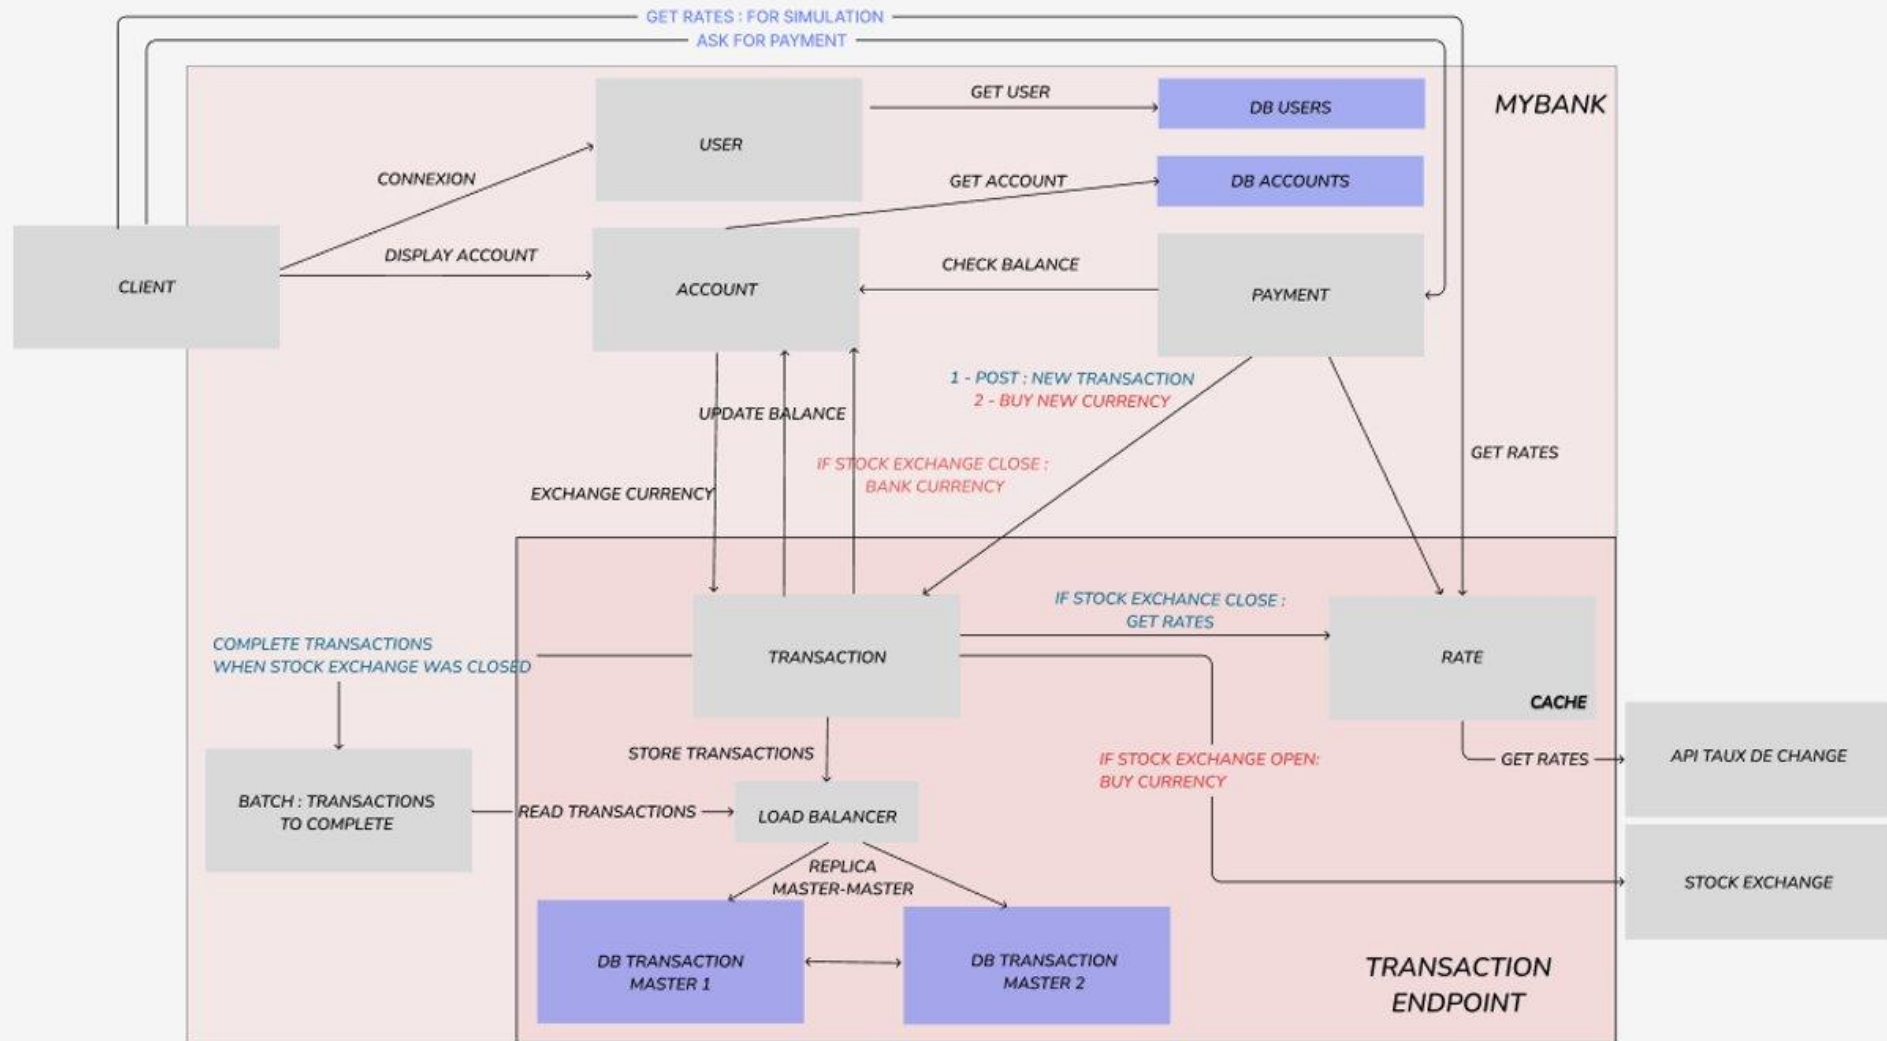 GET RATES : FOR SIMULATION
ASK FOR PAYMENT
MYBANK
GET USER
DB USERS
USER
CONNEXION
GET ACCOUNT
DB ACCOUNTS
DISPLAY ACCOUNT
CLIENT
ACCOUNT
CHECK BALANCE
PAYMENT
1 - POST : NEW TRANSACTION
2 - BUY NEW CURRENCY
UPDATE BALANCE
GET RATES
IF STOCK EXCHANGE CLOSE :
BANK CURRENCY
EXCHANGE CURRENCY
IF STOCK EXCHANCE CLOSE :
GET RATES
COMPLETE TRANSACTIONS
WHEN STOCK EXCHANGE WAS CLOSED
TRANSACTION
RATE
CACHE
STORE TRANSACTIONS
IF STOCK EXCHANGE OPEN:
BUY CURRENCY
GET RATES
API TAUX DE CHANGE
BATCH : TRANSACTIONS
TO COMPLETE
READ TRANSACTIONS
LOAD BALANCER
REPLICA
MASTER-MASTER
STOCK EXCHANGE
DB TRANSACTION
MASTER 1
DB TRANSACTION
MASTER 2
TRANSACTION
ENDPOINT